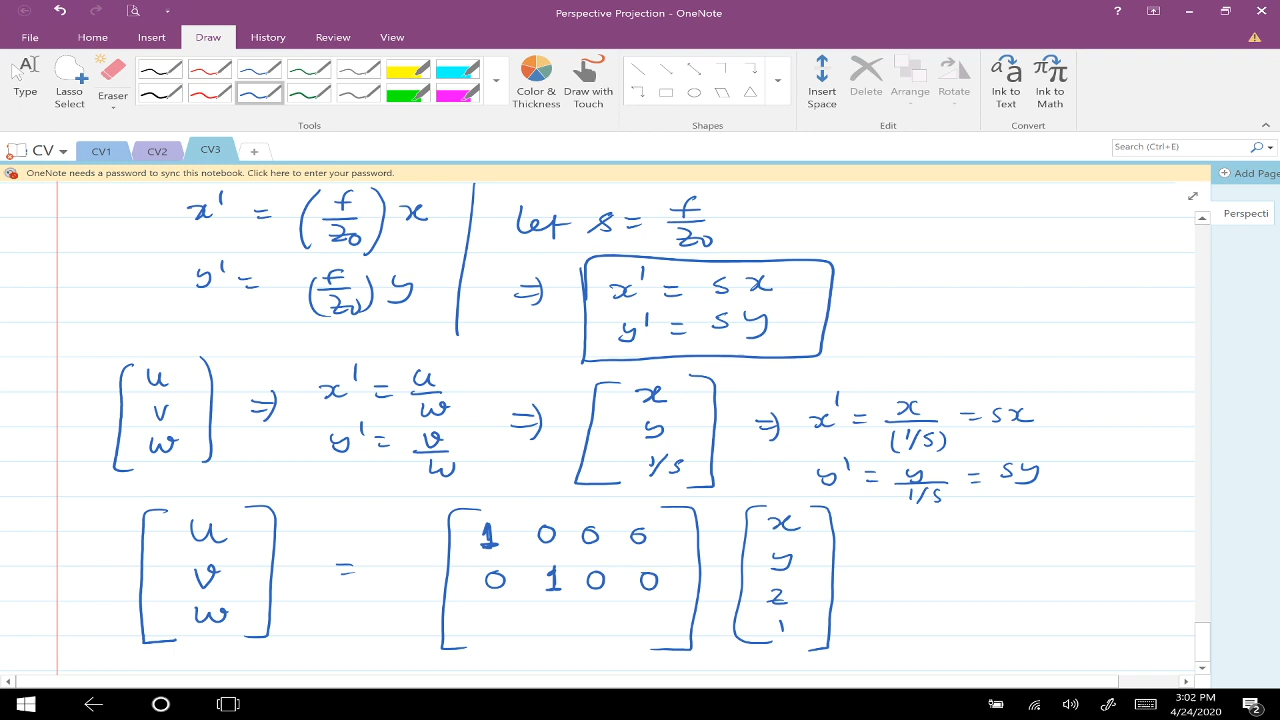 Perspective Projection - OneNote
File Home Insert Draw History Review View
Type Lasso Select Eraser Color & Thickness Draw with Touch Insert Space Delete Arrange Rotate Ink to Text Ink to Math
Tools Shapes Edit Convert
CV CV1 CV2 CV3 Search (Ctrl+E)
OneNote needs a password to sync this notebook. Click here to enter your password.
Add Page
Perspecti
x' = (f/z0) x
y' = (f/z0) y
let s = f/z0
⇒ x' = s x
y' = s y
[u v w] ⇒ x' = u/w
y' = v/w
⇒ [x y 1/s] ⇒ x' = x/(1/s) = sx
y' = y/1/s = sy
[u v w] = [1 0 0 0
0 1 0 0] [x y z 1]
3:02 PM
4/24/2020
2